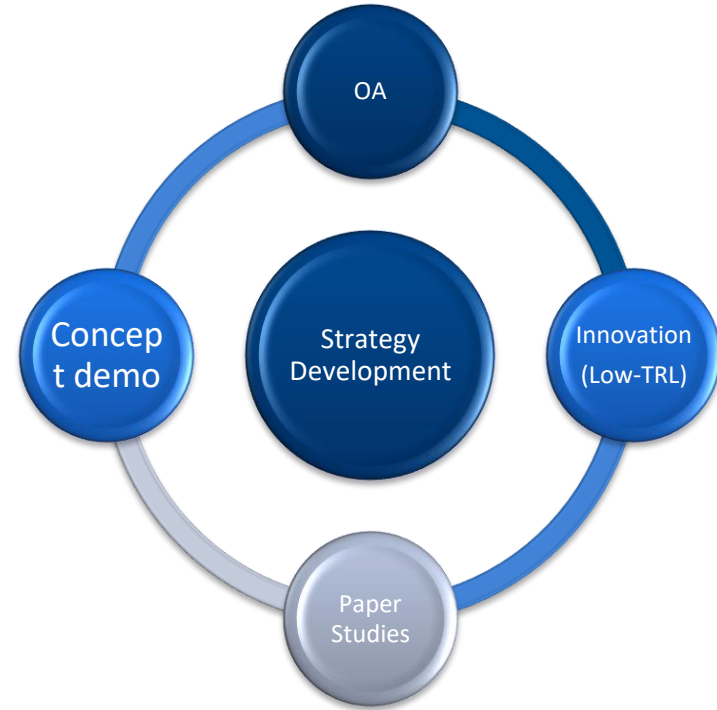 OA
Concep
t demo
Strategy
Development
Innovation
(Low-TRL)
Paper
Studies